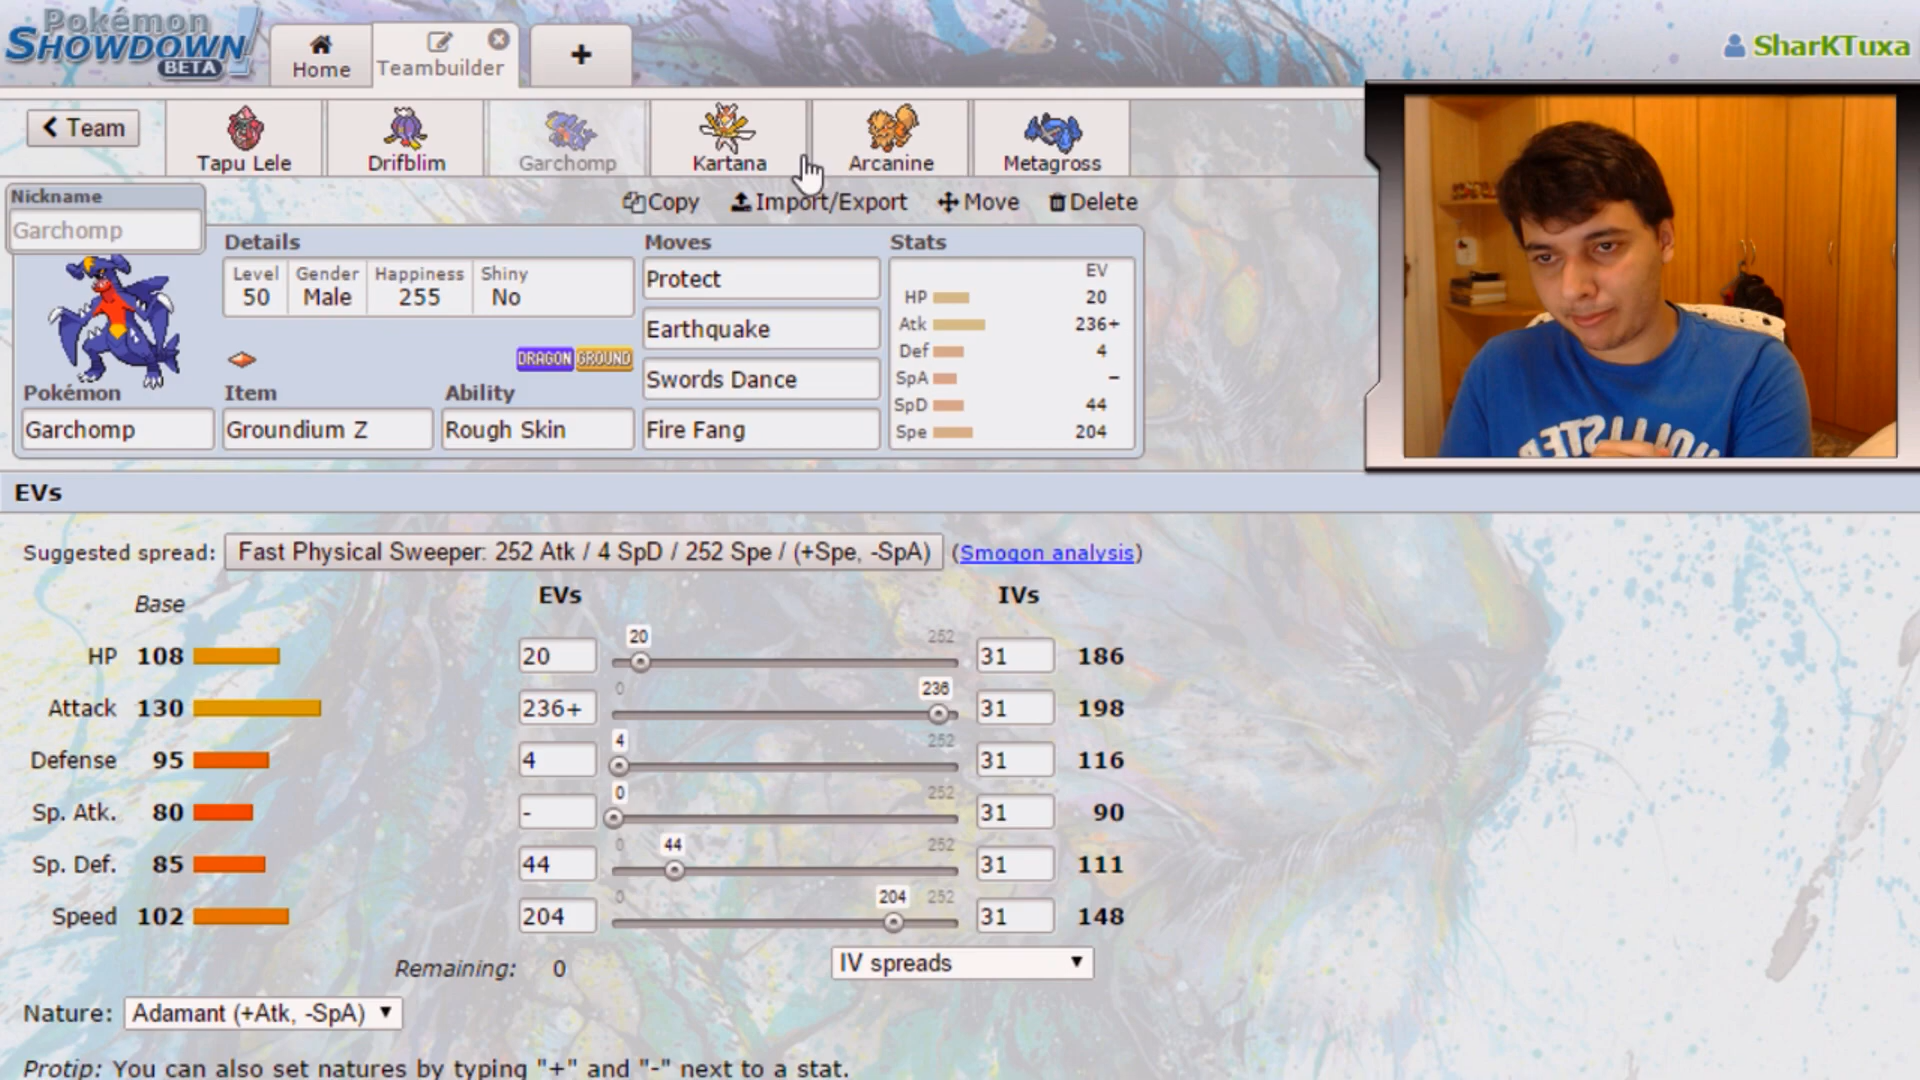 Pokémon
SHOWDOWN!
BETA
Home
Teambuilder
+
SharKTuxa
Team
Tapu Lele
Drifblim
Garchomp
Kartana
Arcanine
Metagross
Copy
Import/Export
Move
Delete
Nickname
Garchomp
Details
Level
50
Gender
Male
Happiness
255
Shiny
No
DRAGON
GROUND
Pokémon
Garchomp
Item
Groundium Z
Ability
Rough Skin
Moves
Protect
Earthquake
Swords Dance
Fire Fang
Stats
EV
HP 20
Atk 236+
Def 4
SpA –
SpD 44
Spe 204
HOLLISTER
EVs
Suggested spread: Fast Physical Sweeper: 252 Atk / 4 SpD / 252 Spe / (+Spe, -SpA) (Smogon analysis)
Base EVs IVs
20 252
HP 108 20 31 186
0 236
Attack 130 236+ 31 198
4 252
Defense 95 4 31 116
0 252
Sp. Atk. 80 - 31 90
0 44 252
Sp. Def. 85 44 31 111
0 204 252
Speed 102 204 31 148
Remaining: 0
IV spreads
Nature: Adamant (+Atk, -SpA)
Protip: You can also set natures by typing "+" and "-" next to a stat.